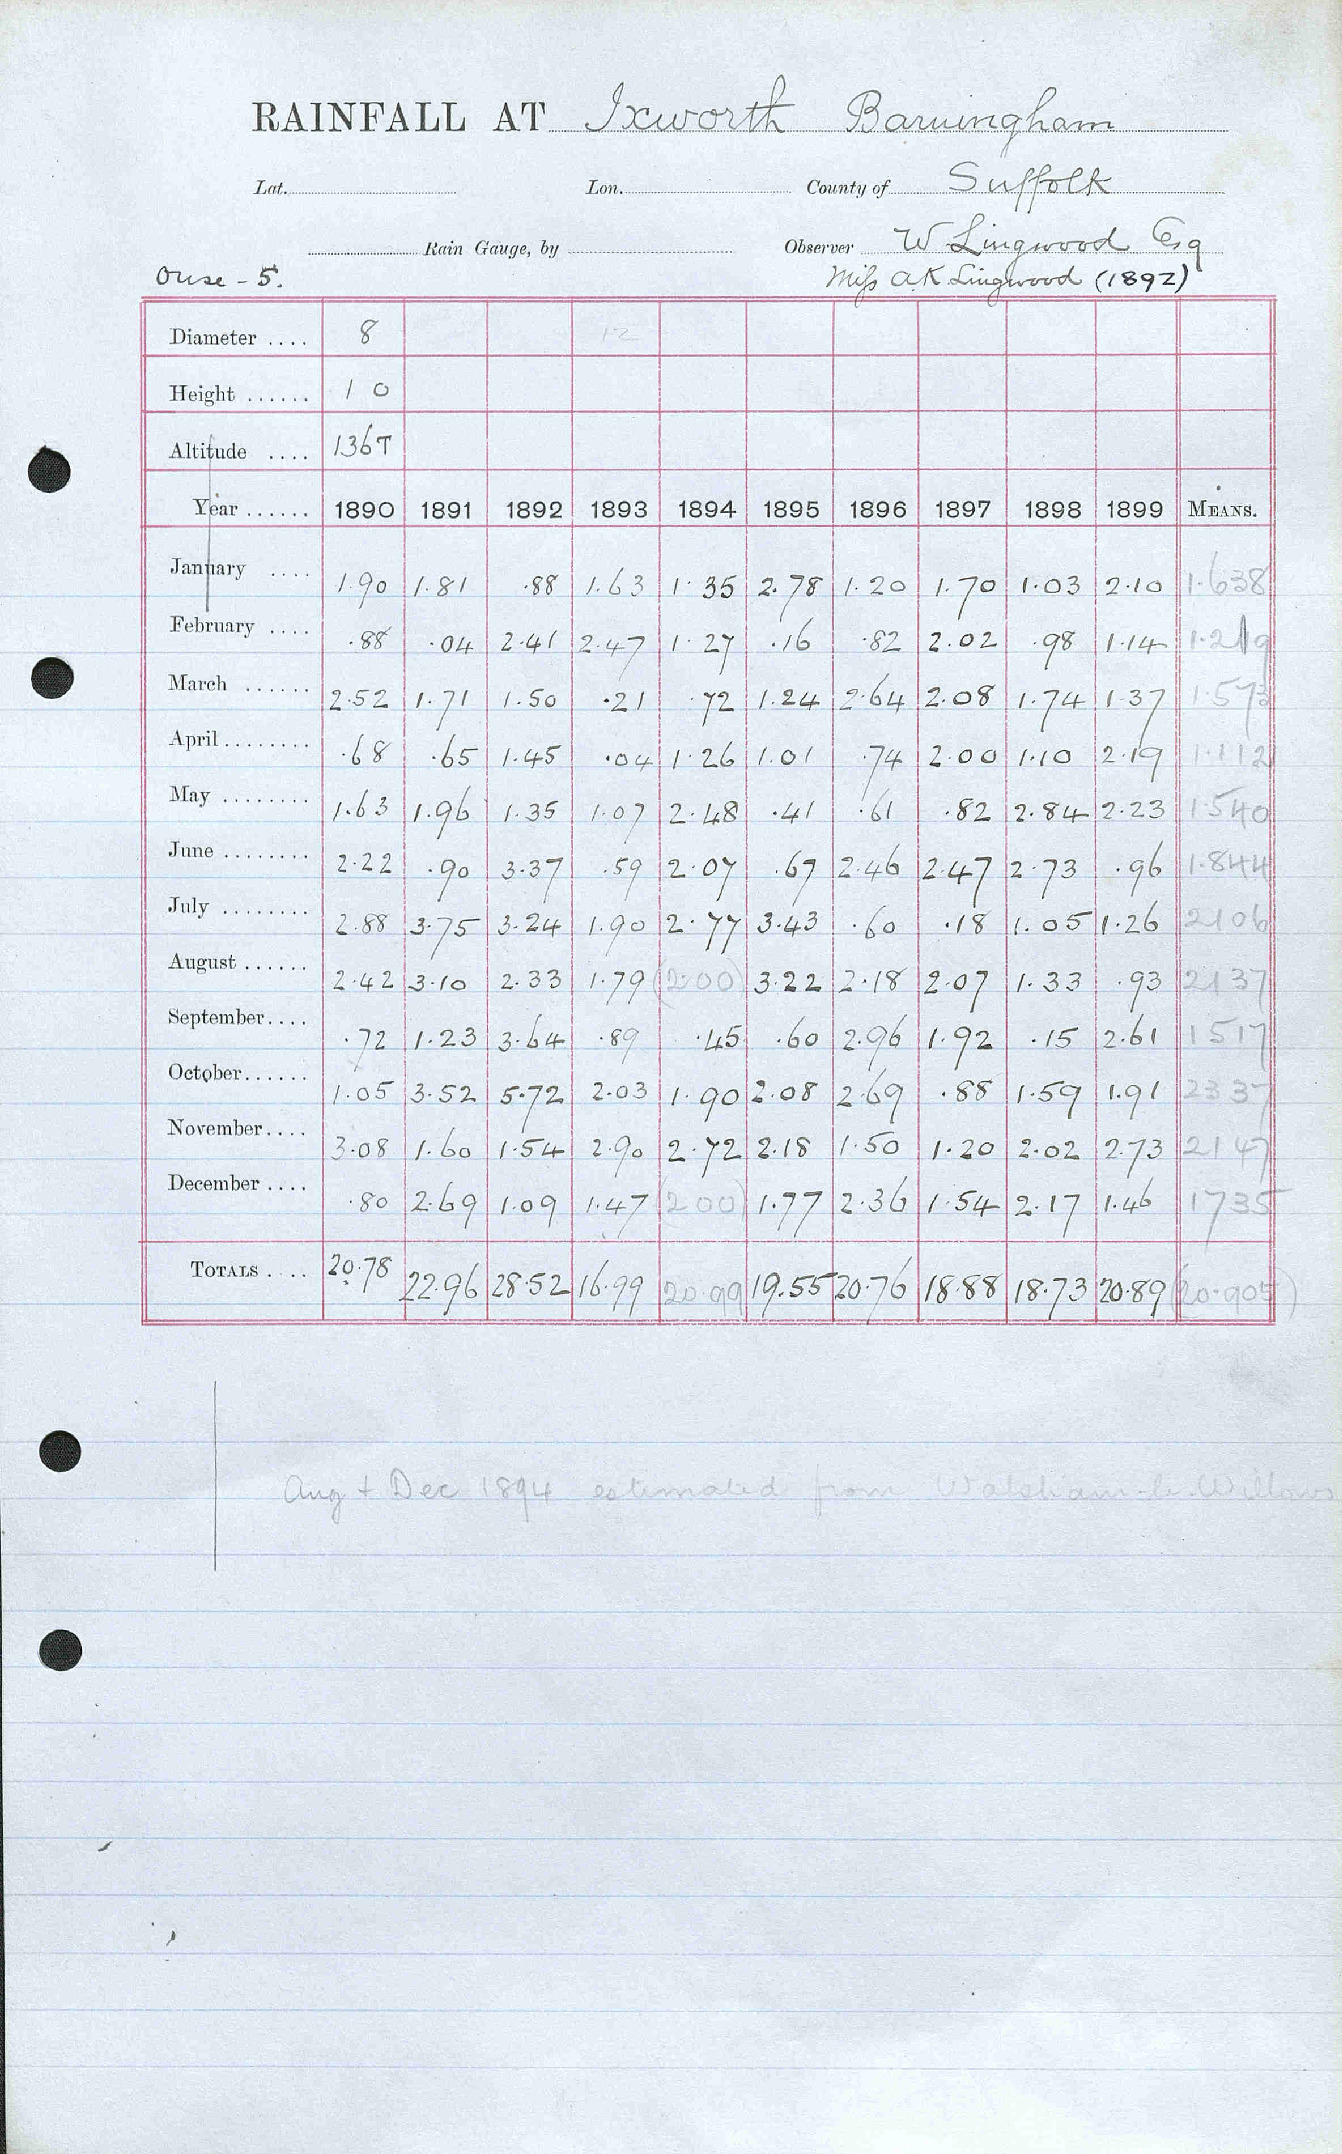 RAINFALL AT Ixworth Barningham
Lat. Lon. County of Suffolk
Rain Gauge, by Observer W Lingwood Esq
Ouse - 5. Miss A K Lingwood (1892)
Diameter .... 8 12
Height ...... 1 0
Altitude .... 136T
Year ...... 1890 1891 1892 1893 1894 1895 1896 1897 1898 1899 MEANS.
January .... 1.90 1.81 .88 1.63 1.35 2.78 1.20 1.70 1.03 2.10 1.638
February .... .88 .04 2.41 2.47 1.27 .16 .82 2.02 .98 1.14 1.219
March ...... 2.52 1.71 1.50 .21 .72 1.24 2.64 2.08 1.74 1.37 1.573
April ........ .68 .65 1.45 .04 1.26 1.01 .74 2.00 1.10 2.19 1.112
May ........ 1.63 1.96 1.35 1.07 2.48 .41 .61 .82 2.84 2.23 1.540
June ........ 2.22 .90 3.37 .59 2.07 .67 2.46 2.47 2.73 .96 1.844
July ........ 2.88 3.75 3.24 1.90 2.77 3.43 .60 .18 1.05 1.26 2106
August ...... 2.42 3.10 2.33 1.79 (2.00) 3.22 2.18 2.07 1.33 .93 2137
September.... .72 1.23 3.64 .89 .45 .60 2.96 1.92 .15 2.61 1517
October...... 1.05 3.52 5.72 2.03 1.90 2.08 2.69 .88 1.59 1.91 2337
November.... 3.08 1.60 1.54 2.90 2.72 2.18 1.50 1.20 2.02 2.73 2147
December .... .80 2.69 1.09 1.47 (200) 1.77 2.36 1.54 2.17 1.46 1735
TOTALS .... 20.78 22.96 28.52 16.99 20.99 19.55 20.76 18.88 18.73 20.89 (20.905)
Aug + Dec 1894 estimated from Walsham-le-Willows